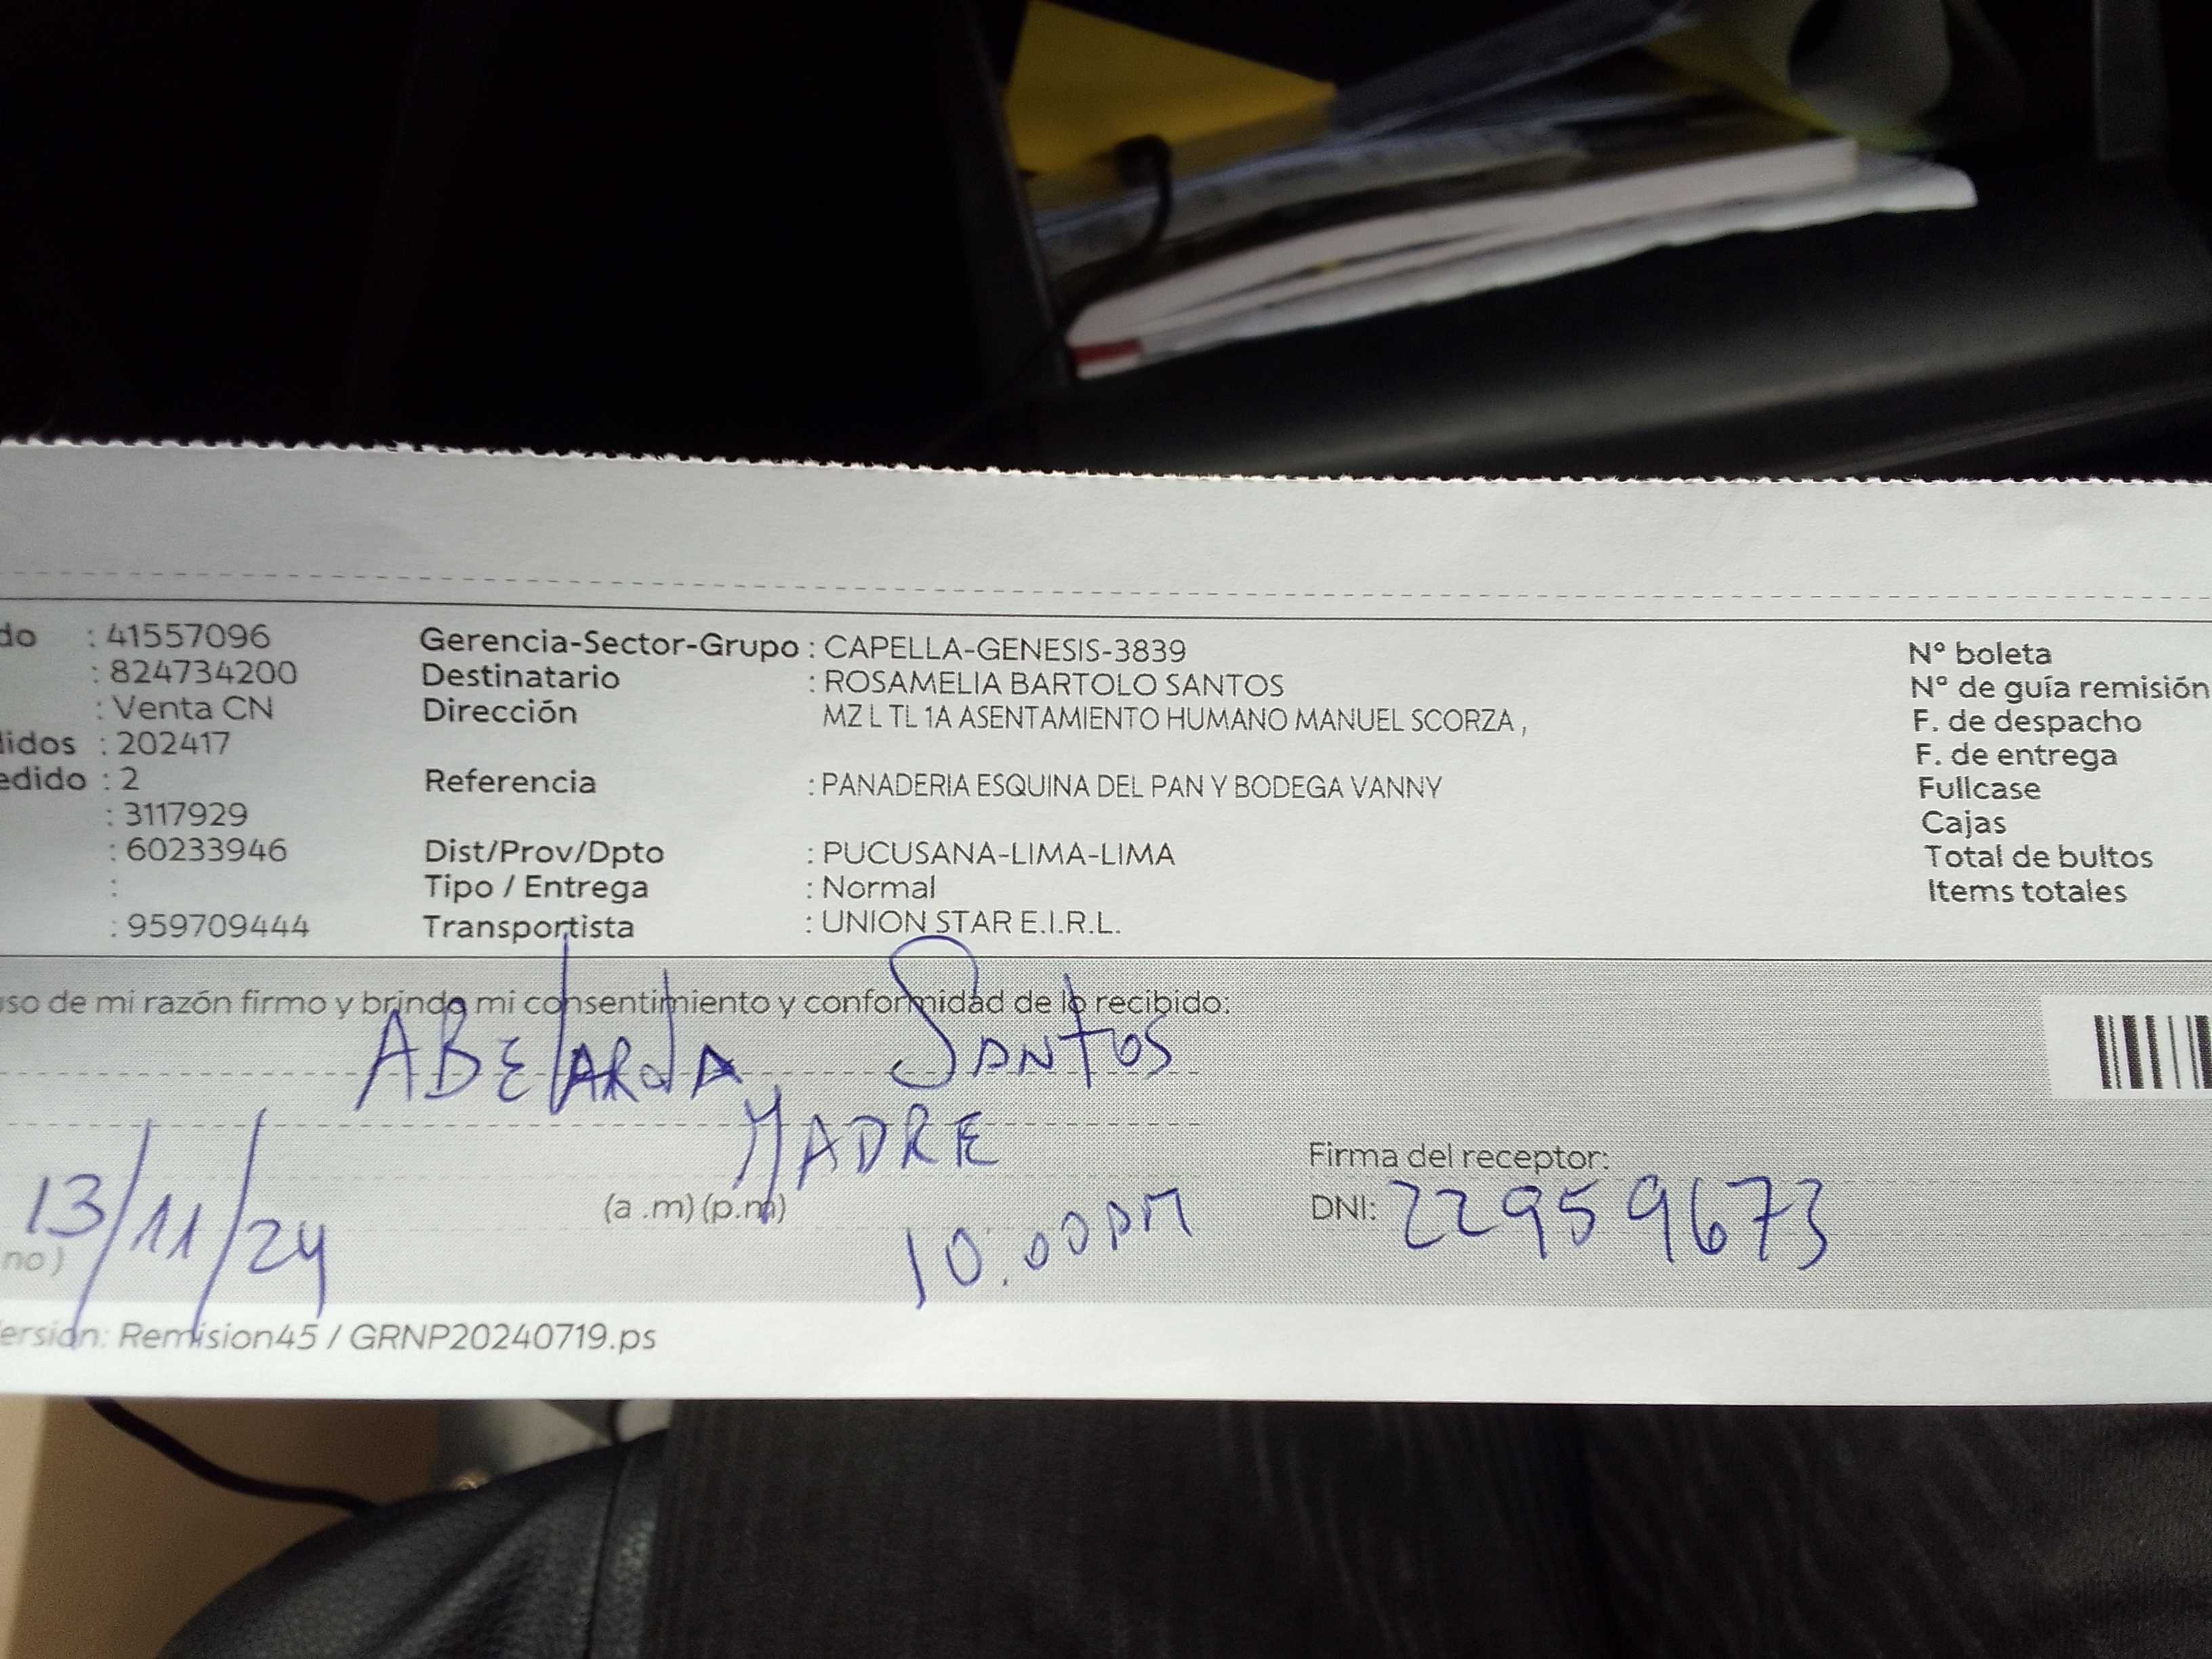 do : 41557096 Gerencia-Sector-Grupo : CAPELLA-GENESIS-3839 N° boleta
: 824734200 Destinatario : ROSAMELIA BARTOLO SANTOS N° de guía remisión
: Venta CN Dirección MZ L TL 1A ASENTAMIENTO HUMANO MANUEL SCORZA , F. de despacho
didos : 202417 F. de entrega
edido : 2 Referencia : PANADERIA ESQUINA DEL PAN Y BODEGA VANNY Fullcase
: 3117929 Cajas
: 60233946 Dist/Prov/Dpto : PUCUSANA-LIMA-LIMA Total de bultos
: Tipo / Entrega : Normal Items totales
: 959709444 Transportista : UNION STAR E.I.R.L.
uso de mi razón firmo y brindo mi consentimiento y conformidad de lo recibido:
ABElArdA SANTOS
MADRE
Firma del receptor:
13/11/24 (a .m) (p.m) 10:00 DNI: 22959673
no)
ersión: Remision45 / GRNP20240719.ps